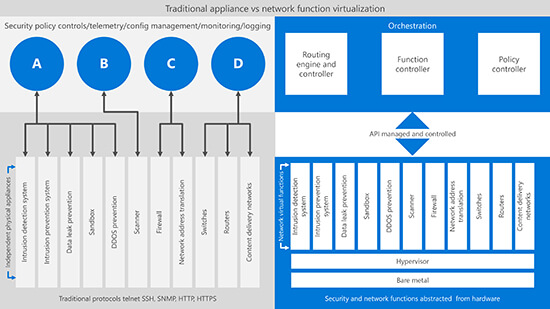 Traditional appliance vs network function virtualization
Security policy controls/telemetry/config management/monitoring/logging
A
B
C
D
Independent physical appliances
Intrusion detection system
Intrusion prevention system
Data leak prevention
Sandbox
DDOS prevention
Scanner
Firewall
Network address translation
Switches
Routers
Content delivery networks
Traditional protocols telnet SSH, SNMP, HTTP, HTTPS
Orchestration
Routing
engine and
controller
Function
controller
Policy
controller
API managed and controlled
Network virtual functions
Intrusion detection
system
Intrusion prevention
system
Data leak prevention
Sandbox
DDOS prevention
Scanner
Firewall
Network address
translation
Switches
Routers
Content delivery
networks
Hypervisor
Bare metal
Security and network functions abstracted from hardware